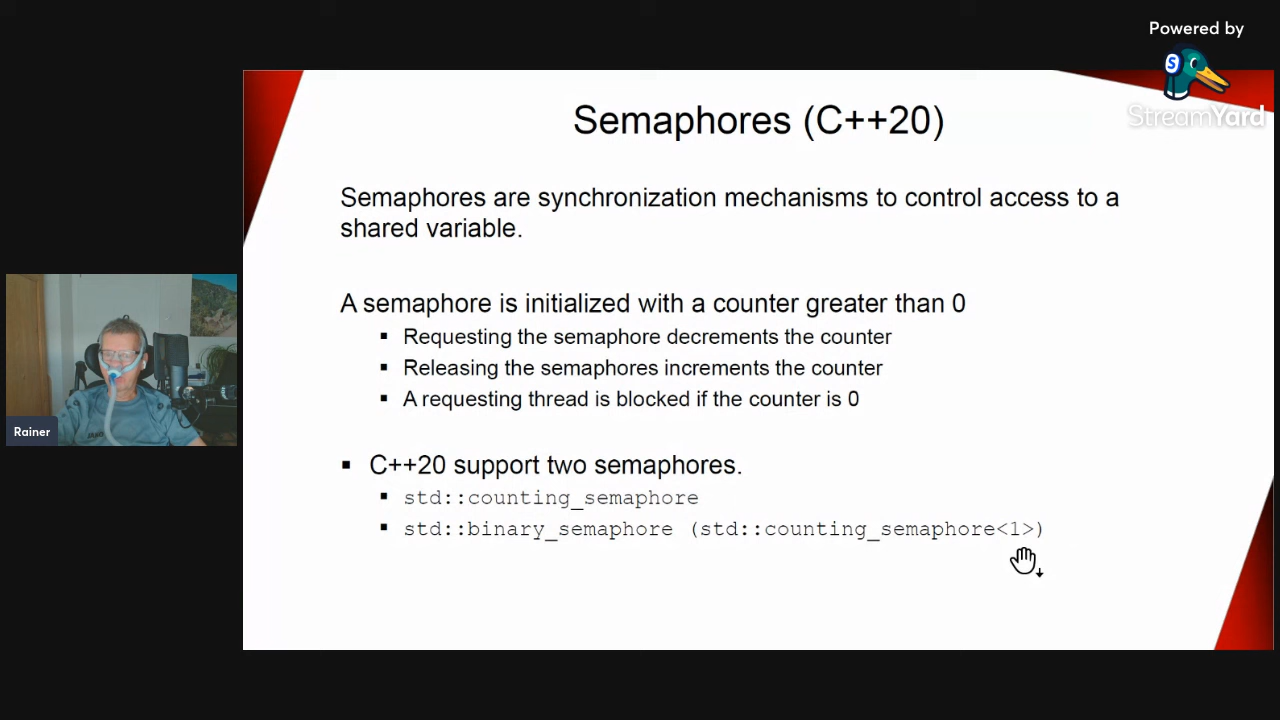 Powered by
StreamYard
Semaphores (C++20)
Semaphores are synchronization mechanisms to control access to a
shared variable.
A semaphore is initialized with a counter greater than 0
Requesting the semaphore decrements the counter
Releasing the semaphores increments the counter
A requesting thread is blocked if the counter is 0
C++20 support two semaphores.
std::counting_semaphore
std::binary_semaphore (std::counting_semaphore<1>)
Rainer